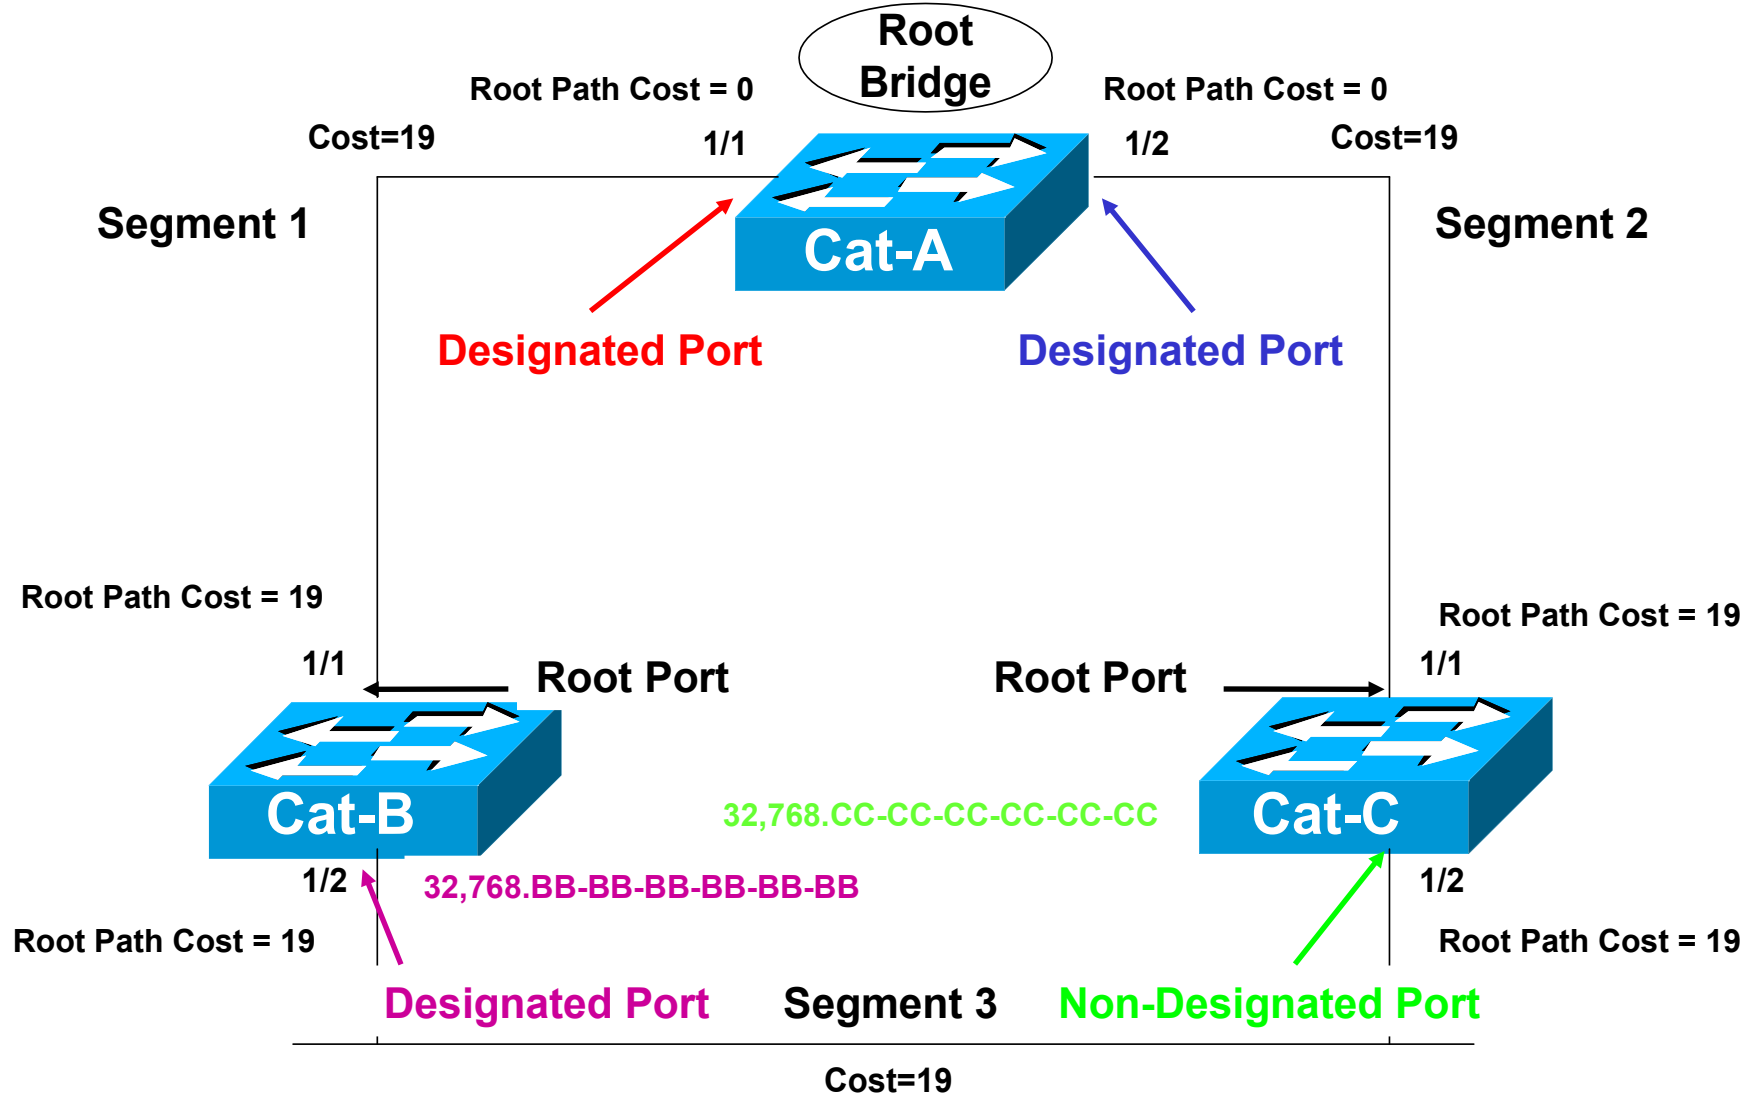 Root
Bridge
Root Path Cost = 0
Root Path Cost = 0
Cost=19
1/1
1/2
Cost=19
Segment 1
Segment 2
Cat-A
Designated Port
Designated Port
Root Path Cost = 19
Root Path Cost = 19
1/1
Root Port
Root Port
1/1
Cat-B
32,768.CC-CC-CC-CC-CC-CC
Cat-C
1/2
32,768.BB-BB-BB-BB-BB-BB
1/2
Root Path Cost = 19
Root Path Cost = 19
Designated Port
Segment 3
Non-Designated Port
Cost=19